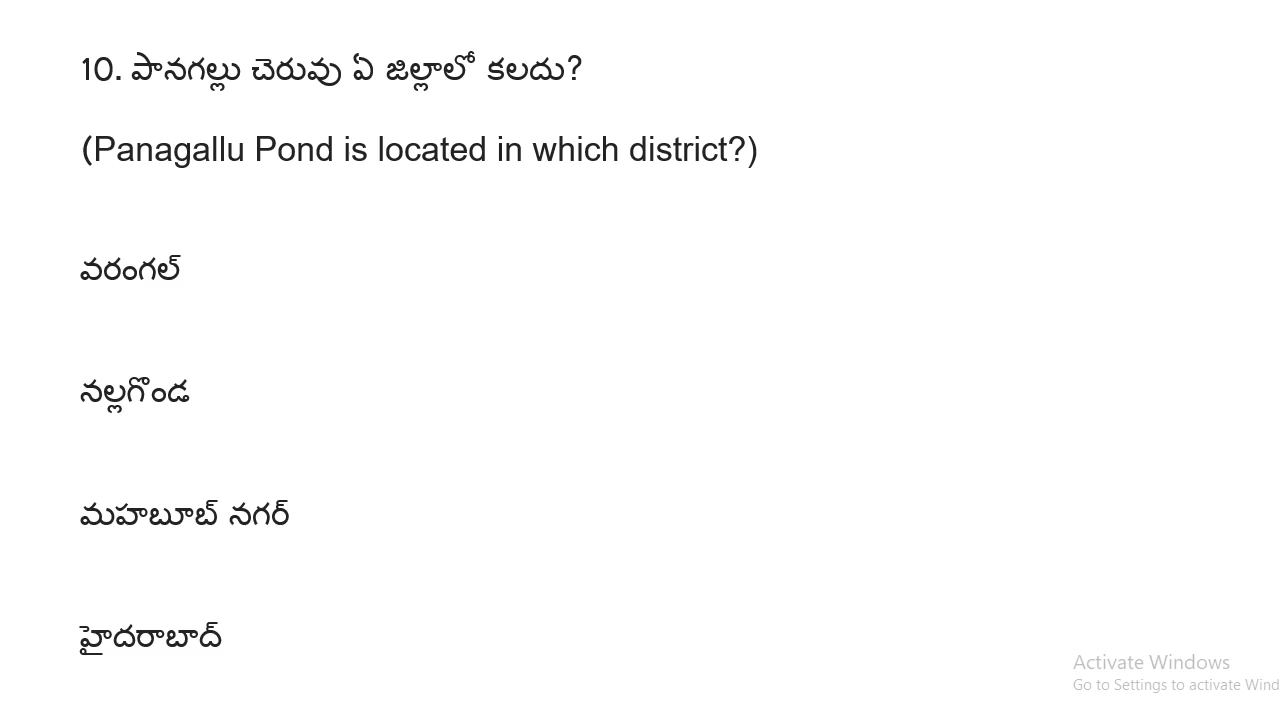 10. పానగల్లు చెరువు ఏ జిల్లాలో కలదు?
(Panagallu Pond is located in which district?)
వరంగల్
నల్లగొండ
మహబూబ్ నగర్
హైదరాబాద్
Activate Windows
Go to Settings to activate Wind